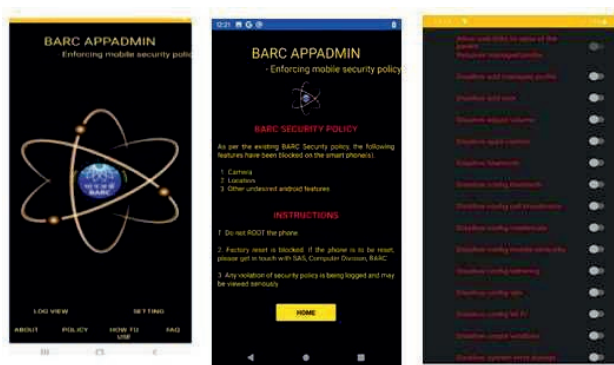 BARC APPADMIN
Enforcing mobile security polic
BARC
LOG VIEW
SETTING
ABOUT
POLICY
HOW TO USE
FAQ
12:21
BARC APPADMIN
- Enforcing mobile security policy
BARC SECURITY POLICY
As per the existing BARC Security policy, the following
features have been blocked on the smart phone(s).
1 Camera
2 Location
3 Other undesired android features
INSTRUCTIONS
1 Do not ROOT the phone
2 Factory reset is blocked. If the phone is to be reset,
please get in touch with SAS, Computer Division, BARC
3 Any violation of security policy is being logged and may
be viewed seriously
HOME
Disallow add managed profile
Disallow add user
Disallow adjust volume
Disallow apps control
Disallow bluetooth
Disallow config bluetooth
Disallow config cell broadcasts
Disallow config credentials
Disallow config mobile networks
Disallow config tethering
Disallow config vpn
Disallow config Wi-Fi
Disallow create windows